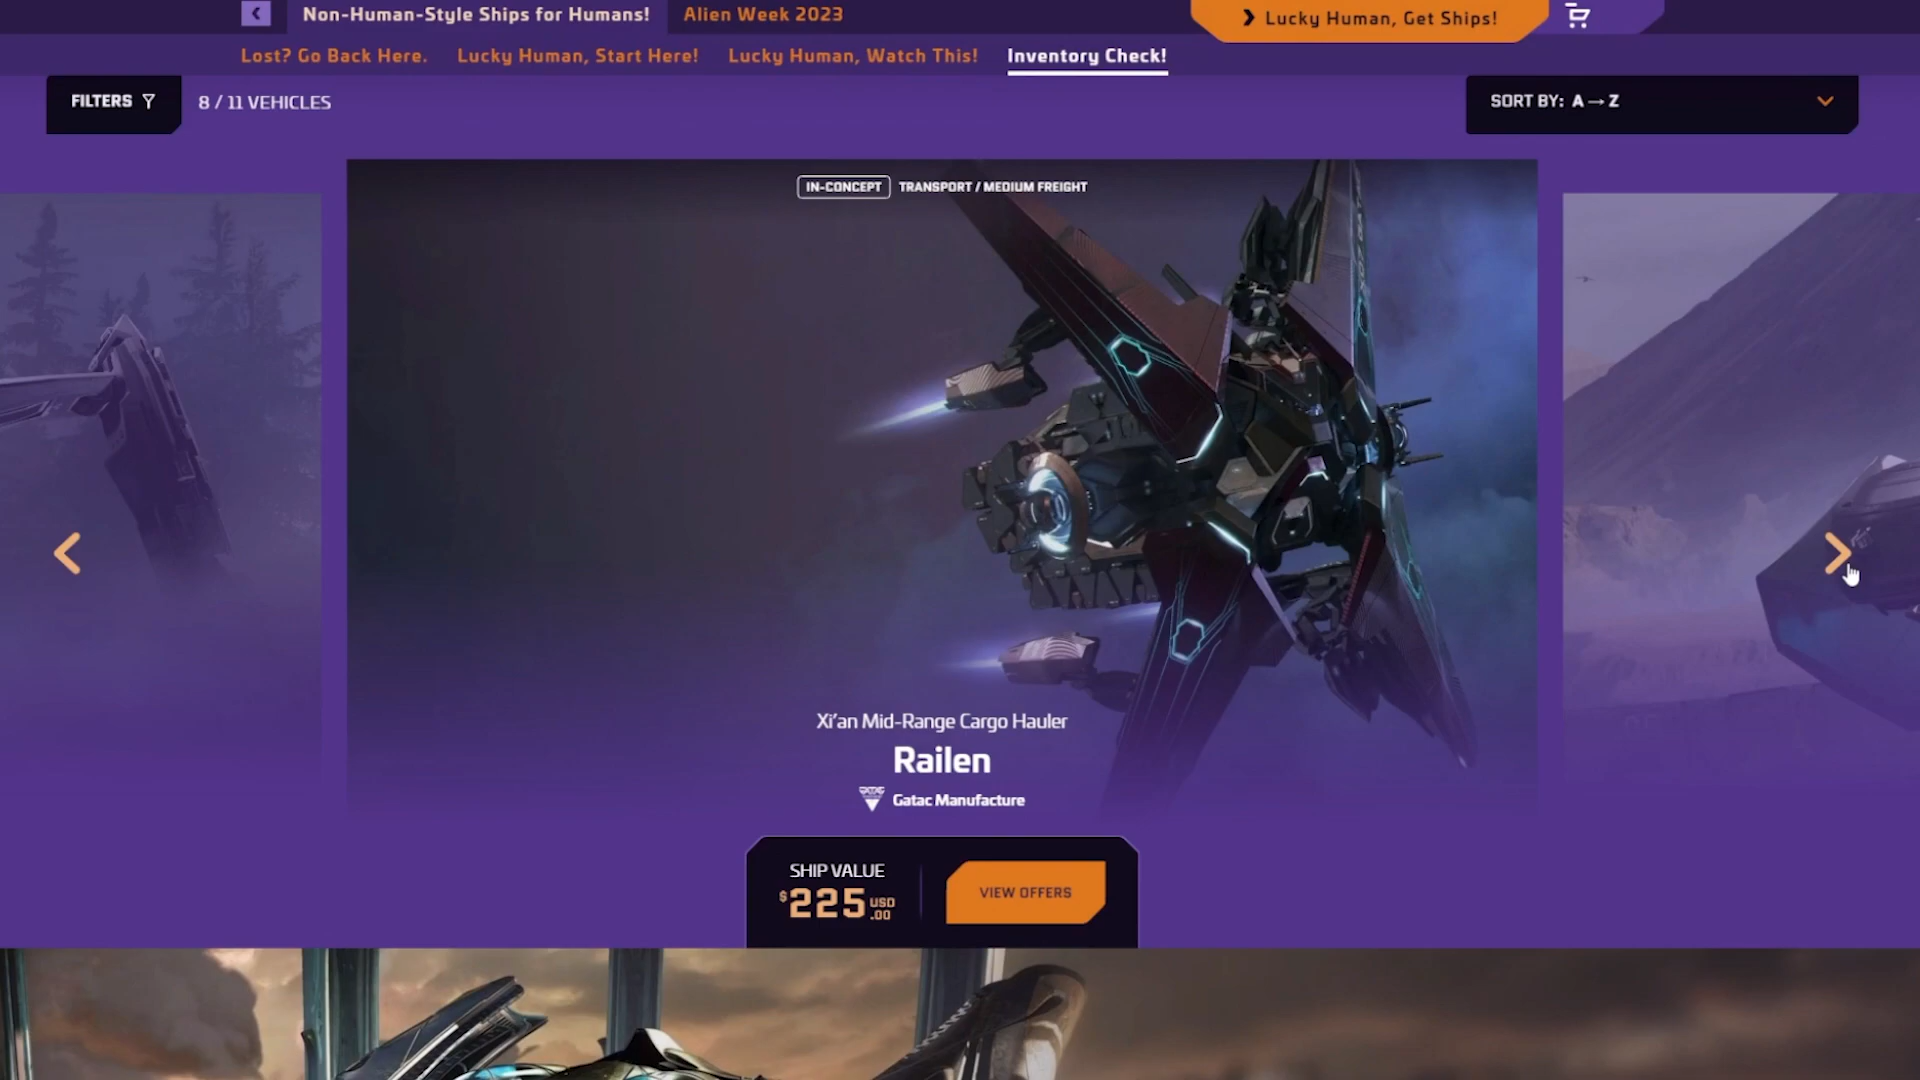 Non-Human-Style Ships for Humans!
Alien Week 2023
Lucky Human, Get Ships!
Lost? Go Back Here.
Lucky Human, Start Here!
Lucky Human, Watch This!
Inventory Check!
FILTERS
8 / 11 VEHICLES
SORT BY: A → Z
IN-CONCEPT
TRANSPORT / MEDIUM FREIGHT
Xi'an Mid-Range Cargo Hauler
Railen
Gatac Manufacture
SHIP VALUE
$225 USD .00
VIEW OFFERS